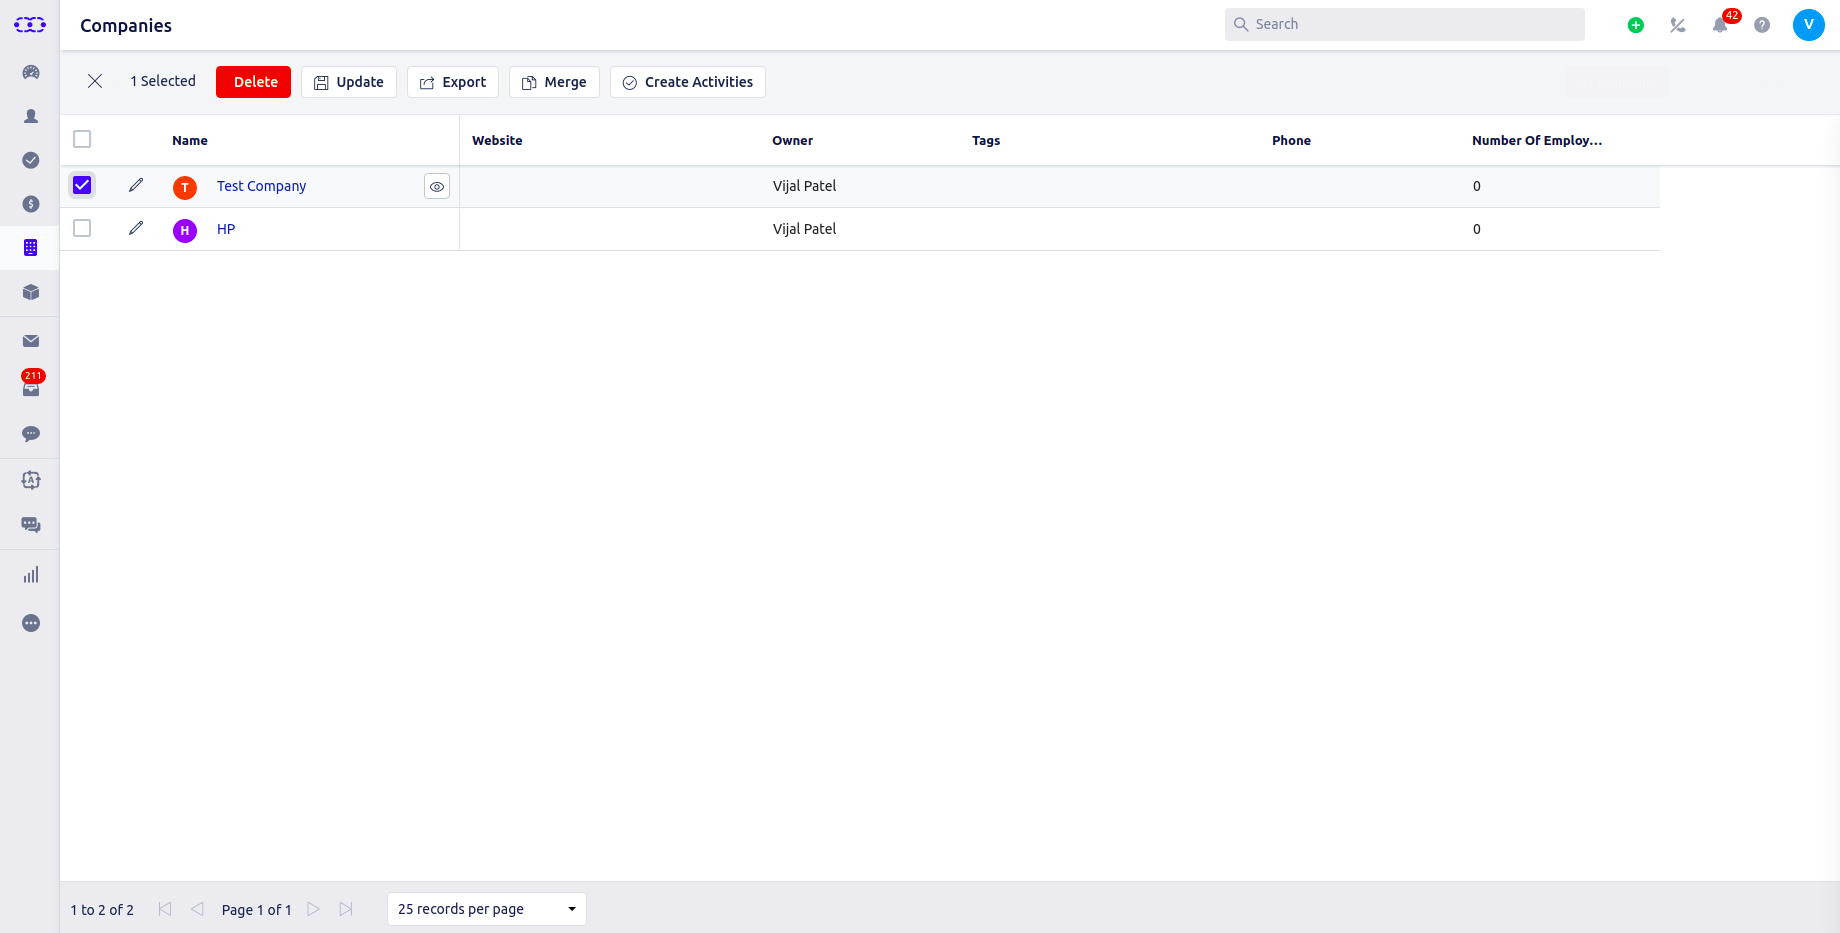 Companies
Search
42
V
1 Selected
Delete
Update
Export
Merge
Create Activities
Name
Website
Owner
Tags
Phone
Number Of Employ...
T
Test Company
Vijal Patel
0
H
HP
Vijal Patel
0
211
1 to 2 of 2
Page 1 of 1
25 records per page